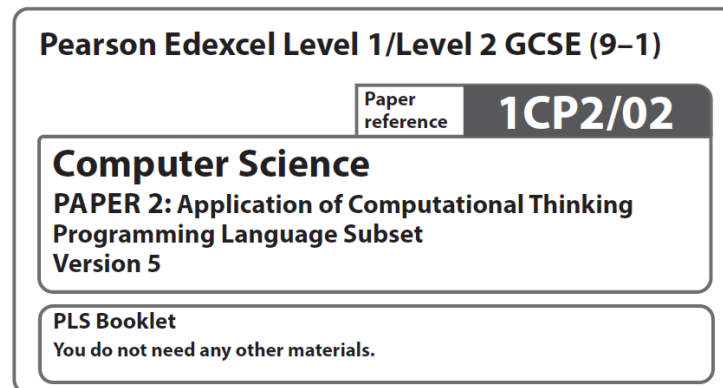 Pearson Edexcel Level 1/Level 2 GCSE (9–1)
Paper
reference
1CP2/02
Computer Science
PAPER 2: Application of Computational Thinking
Programming Language Subset
Version 5
PLS Booklet
You do not need any other materials.